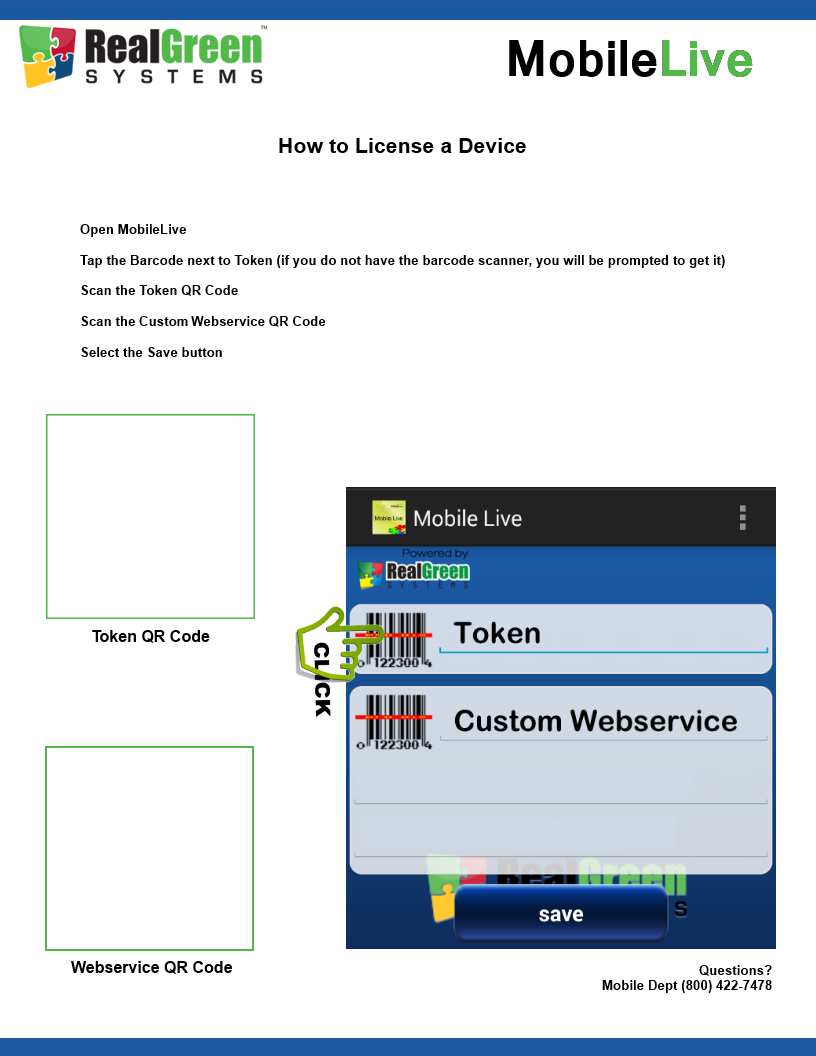 RealGreen™
SYSTEMS
MobileLive
How to License a Device
Open MobileLive
Tap the Barcode next to Token (if you do not have the barcode scanner, you will be prompted to get it)
Scan the Token QR Code
Scan the Custom Webservice QR Code
Select the Save button
Token QR Code
Webservice QR Code
Mobile Live
Mobile Live
Powered by
RealGreen
SYSTEMS
CLICK
Token
0 122300 4
Custom Webservice
0 122300 4
RealGreen
S
save
Questions?
Mobile Dept (800) 422-7478